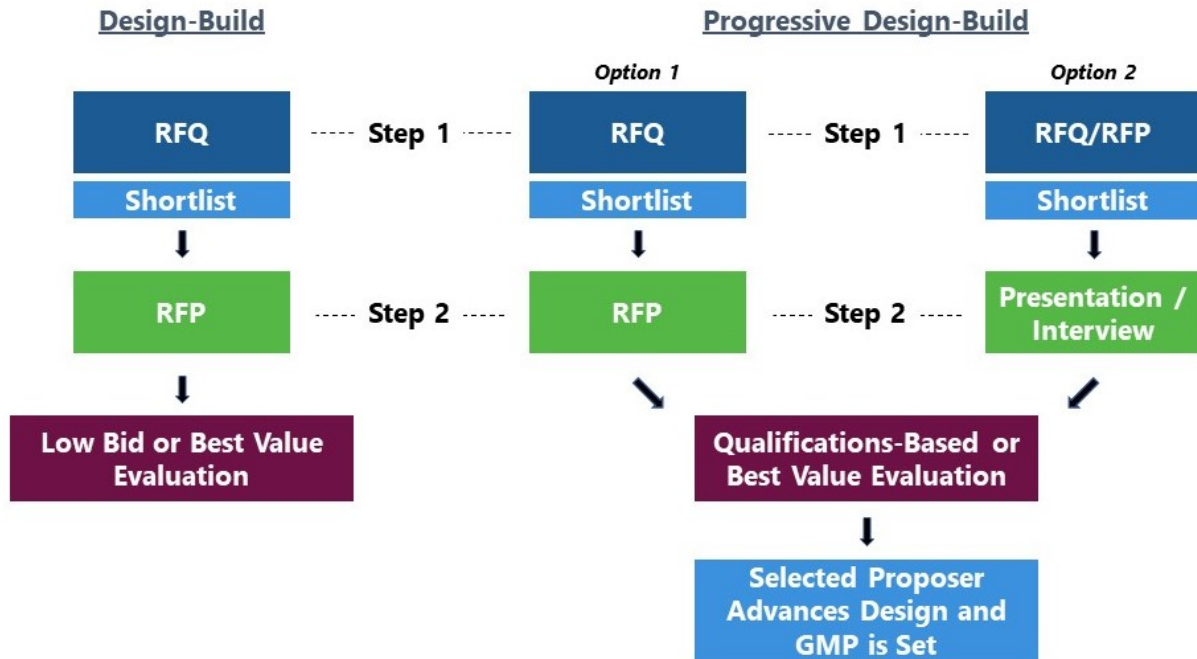 Design-Build
Progressive Design-Build
Option 1
Option 2
RFQ
Step 1
RFQ
Step 1
RFQ/RFP
Shortlist
Shortlist
Shortlist
RFP
Step 2
RFP
Step 2
Presentation /
Interview
Low Bid or Best Value
Evaluation
Qualifications-Based or
Best Value Evaluation
Selected Proposer
Advances Design and
GMP is Set